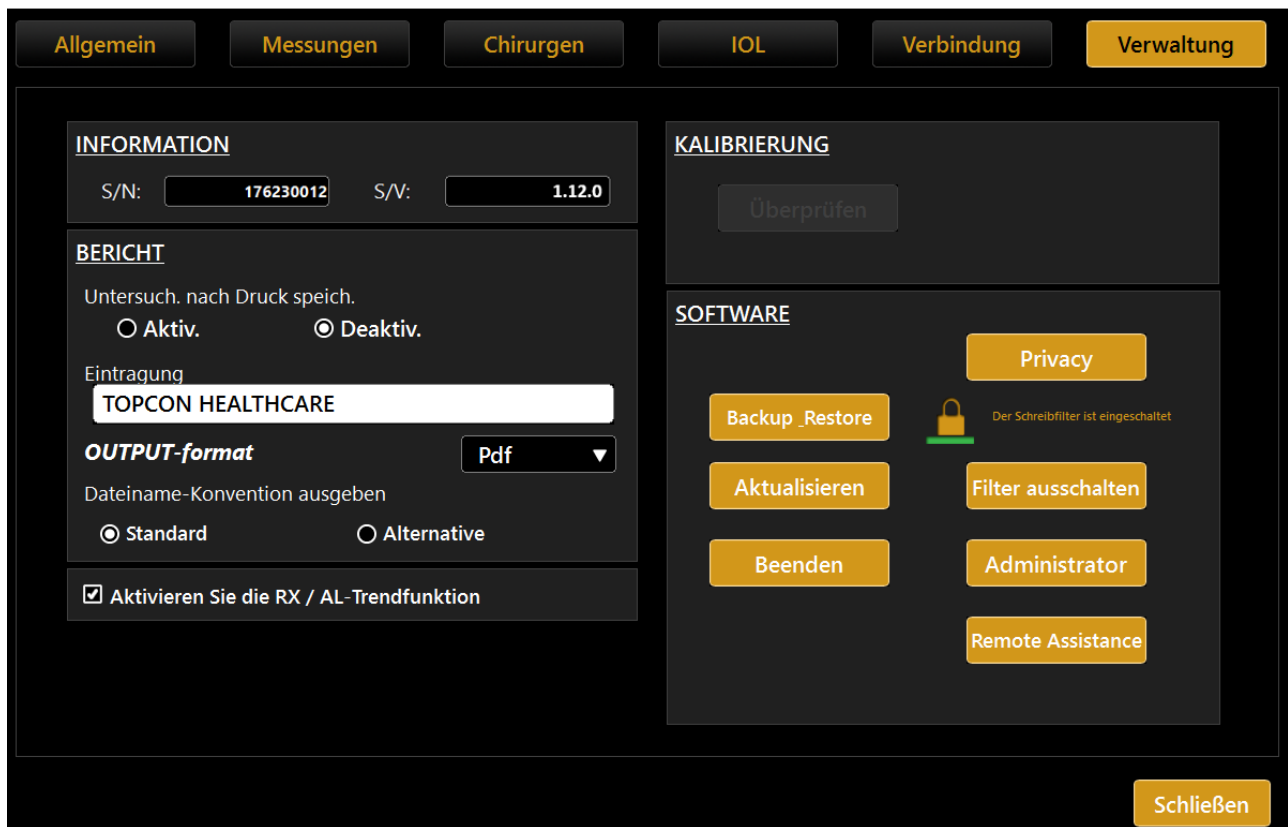 Allgemein Messungen Chirurgen IOL Verbindung Verwaltung
INFORMATION
S/N: 176230012 S/V: 1.12.0
BERICHT
Untersuch. nach Druck speich.
Aktiv. Deaktiv.
Eintragung
TOPCON HEALTHCARE
OUTPUT-format Pdf
Dateiname-Konvention ausgeben
Standard Alternative
Aktivieren Sie die RX / AL-Trendfunktion
KALIBRIERUNG
Überprüfen
SOFTWARE
Privacy
Backup _Restore Der Schreibfilter ist eingeschaltet
Aktualisieren Filter ausschalten
Beenden Administrator
Remote Assistance
Schließen